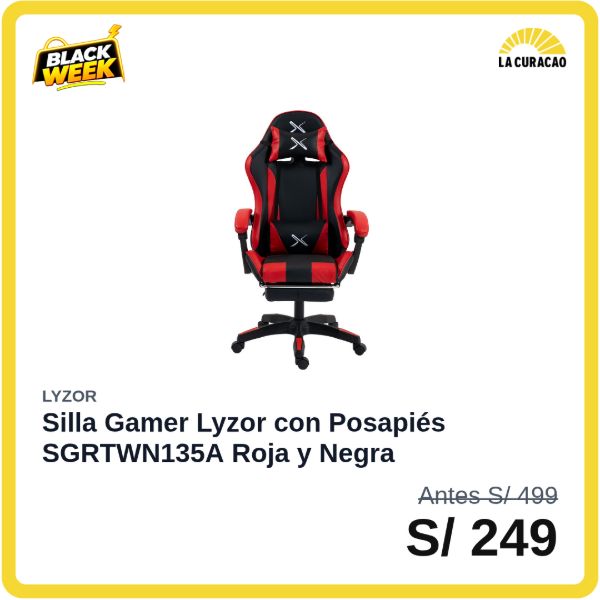 BLACK
WEEK
LA CURACAO
LYZOR
Silla Gamer Lyzor con Posapiés
SGRTWN135A Roja y Negra
Antes S/ 499
S/ 249